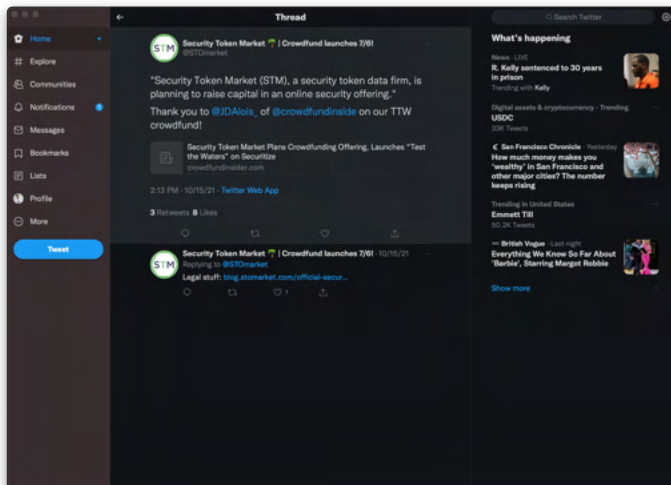 Thread
Search Twitter
Home
Explore
Communities
Notifications
Messages
Bookmarks
Lists
Profile
More
Tweet
STM
Security Token Market 🌴 | Crowdfund launches 7/6!
@STOmarket
"Security Token Market (STM), a security token data firm, is
planning to raise capital in an online security offering."
Thank you to @JDAlois_ of @crowdfundinside on our TTW
crowdfund!
Security Token Market Plans Crowdfunding Offering, Launches "Test
the Waters" on Securitize
crowdfundinsider.com
2:13 PM · 10/15/21 · Twitter Web App
3 Retweets 8 Likes
STM
Security Token Market 🌴 | Crowdfund launches 7/6! · 10/15/21
Replying to @STOmarket
Legal stuff: blog.stomarket.com/official-secur...
1
What's happening
News · LIVE
R. Kelly sentenced to 30 years
in prison
Trending with Kelly
Digital assets & cryptocurrency · Trending
USDC
33K Tweets
San Francisco Chronicle · Yesterday
How much money makes you
'wealthy' in San Francisco and
other major cities? The number
keeps rising
Trending in United States
Emmett Till
50.2K Tweets
British Vogue · Last night
Everything We Know So Far About
'Barbie', Starring Margot Robbie
Show more